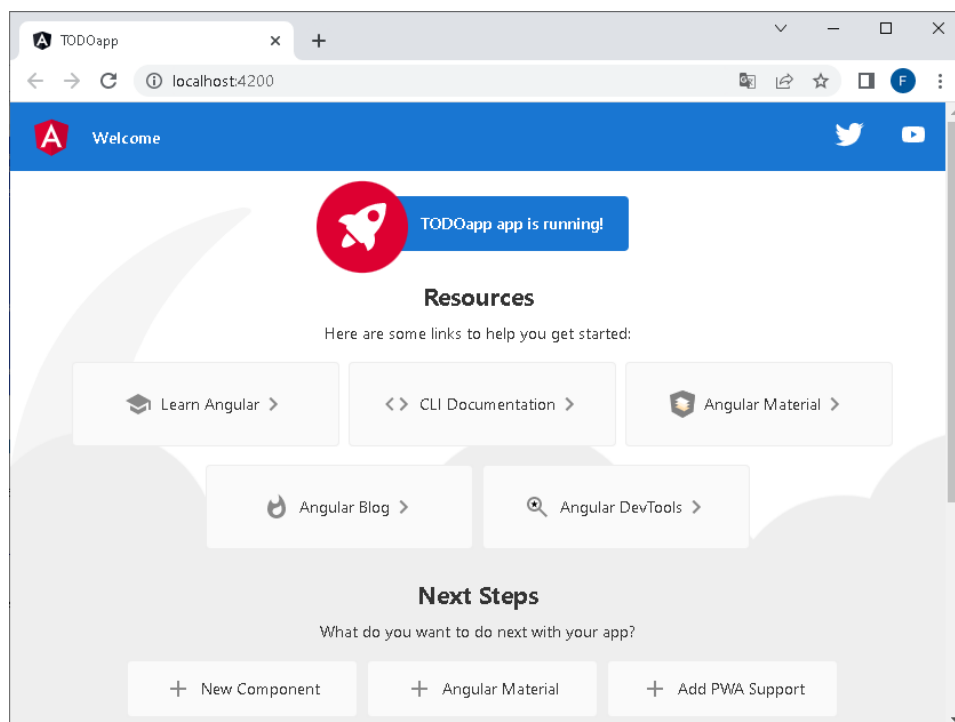 TODOapp
localhost:4200
F
Welcome
TODOapp app is running!
Resources
Here are some links to help you get started:
Learn Angular
CLI Documentation
Angular Material
Angular Blog
Angular DevTools
Next Steps
What do you want to do next with your app?
New Component
Angular Material
Add PWA Support